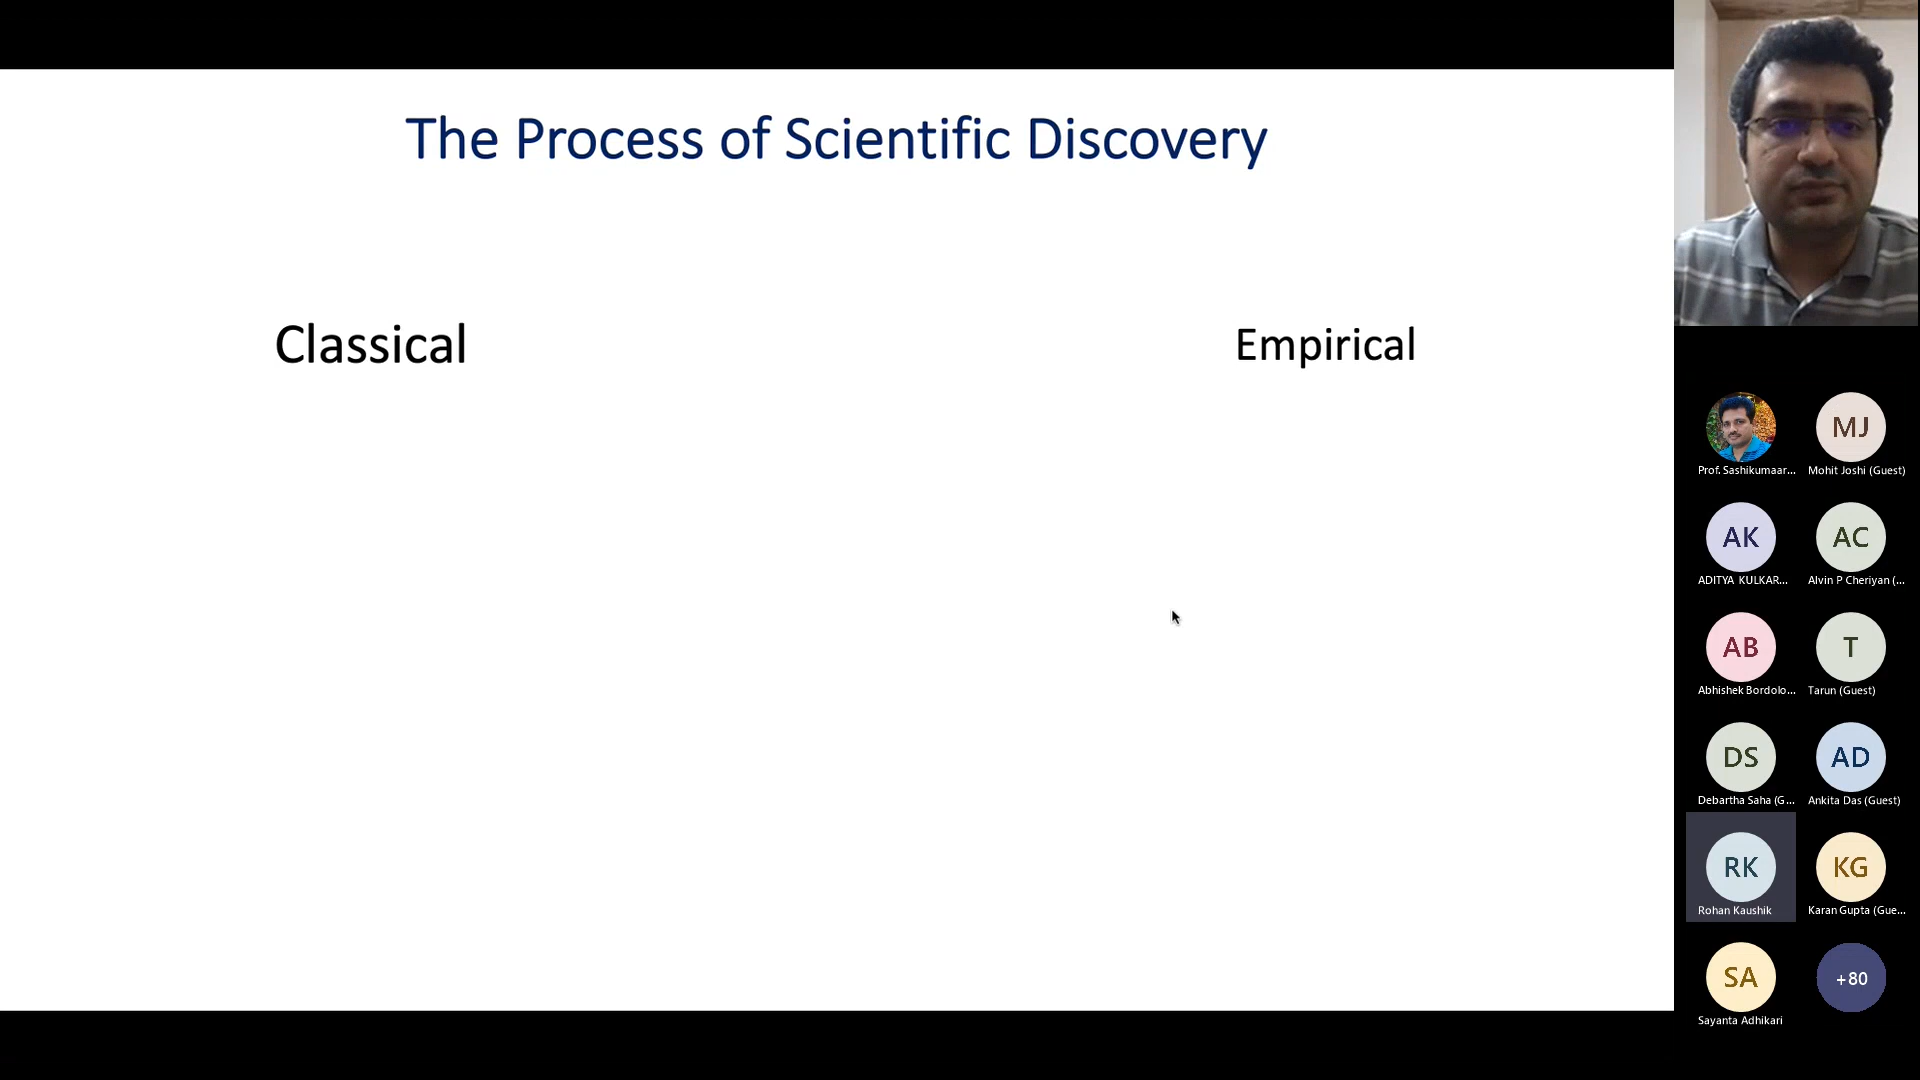 The Process of Scientific Discovery
Classical
Empirical
Prof. Sashikumaar...
MJ
Mohit Joshi (Guest)
AK
ADITYA KULKAR...
AC
Alvin P Cheriyan (...
AB
Abhishek Bordolo...
T
Tarun (Guest)
DS
Debartha Saha (G...
AD
Ankita Das (Guest)
RK
Rohan Kaushik
KG
Karan Gupta (Gue...
SA
Sayanta Adhikari
+80